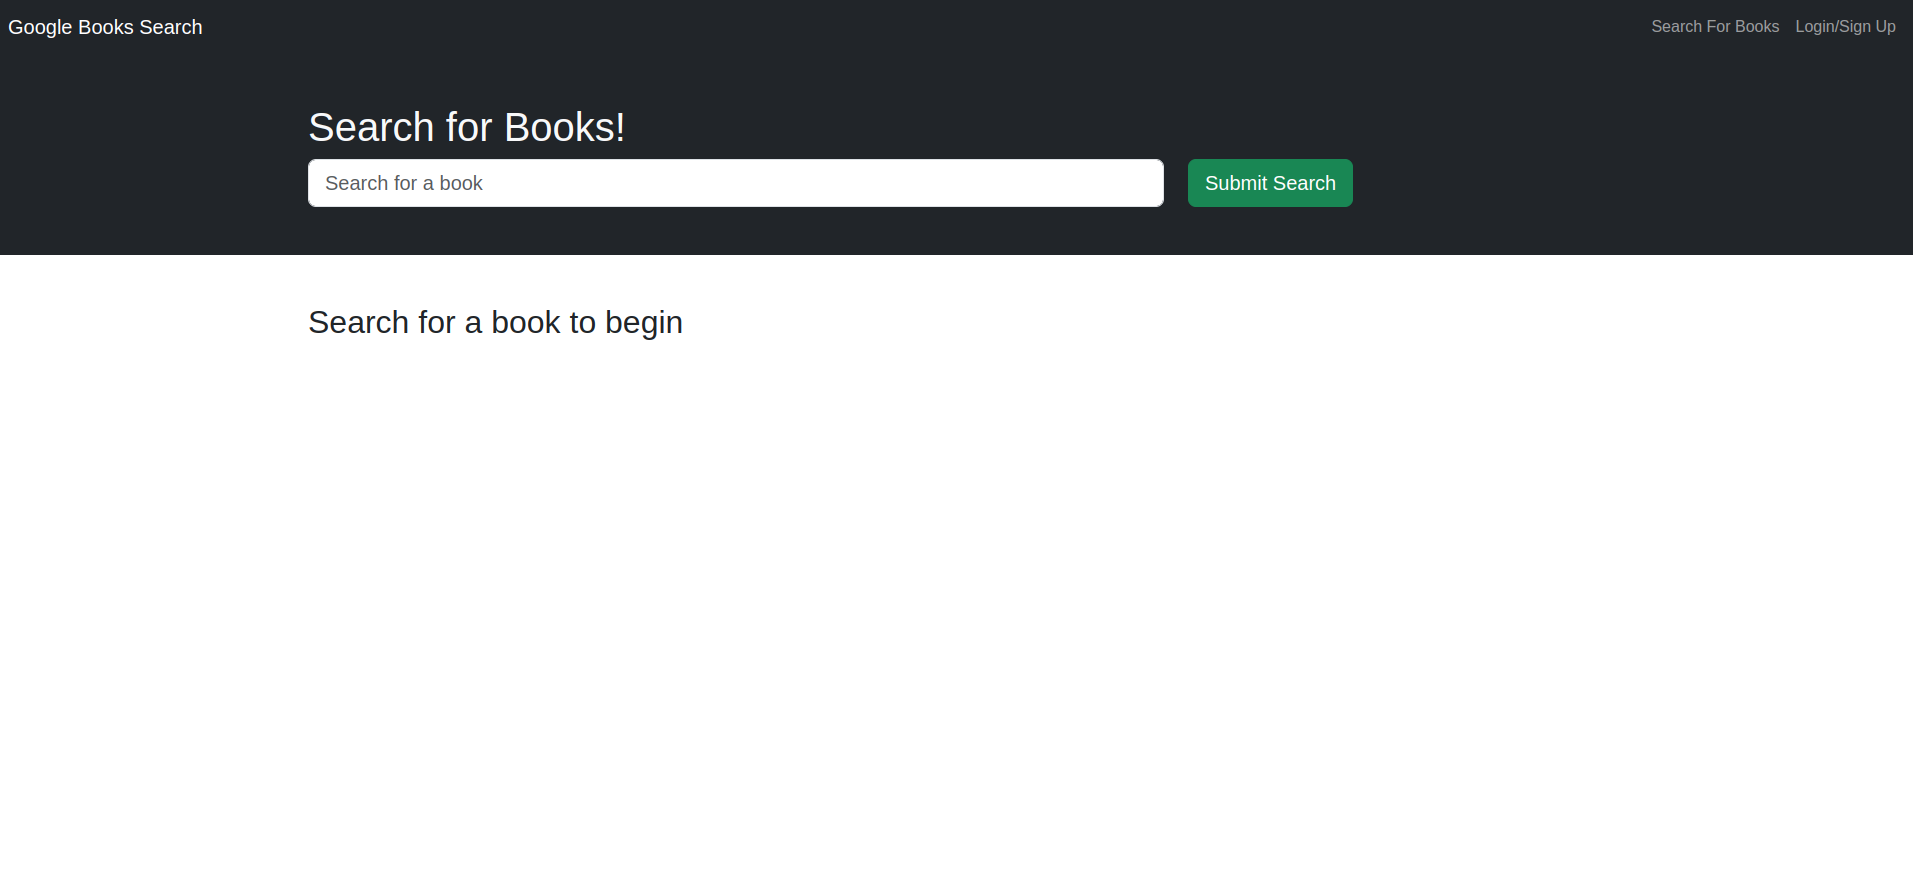 Google Books Search
Search For Books
Login/Sign Up
Search for Books!
Search for a book
Submit Search
Search for a book to begin